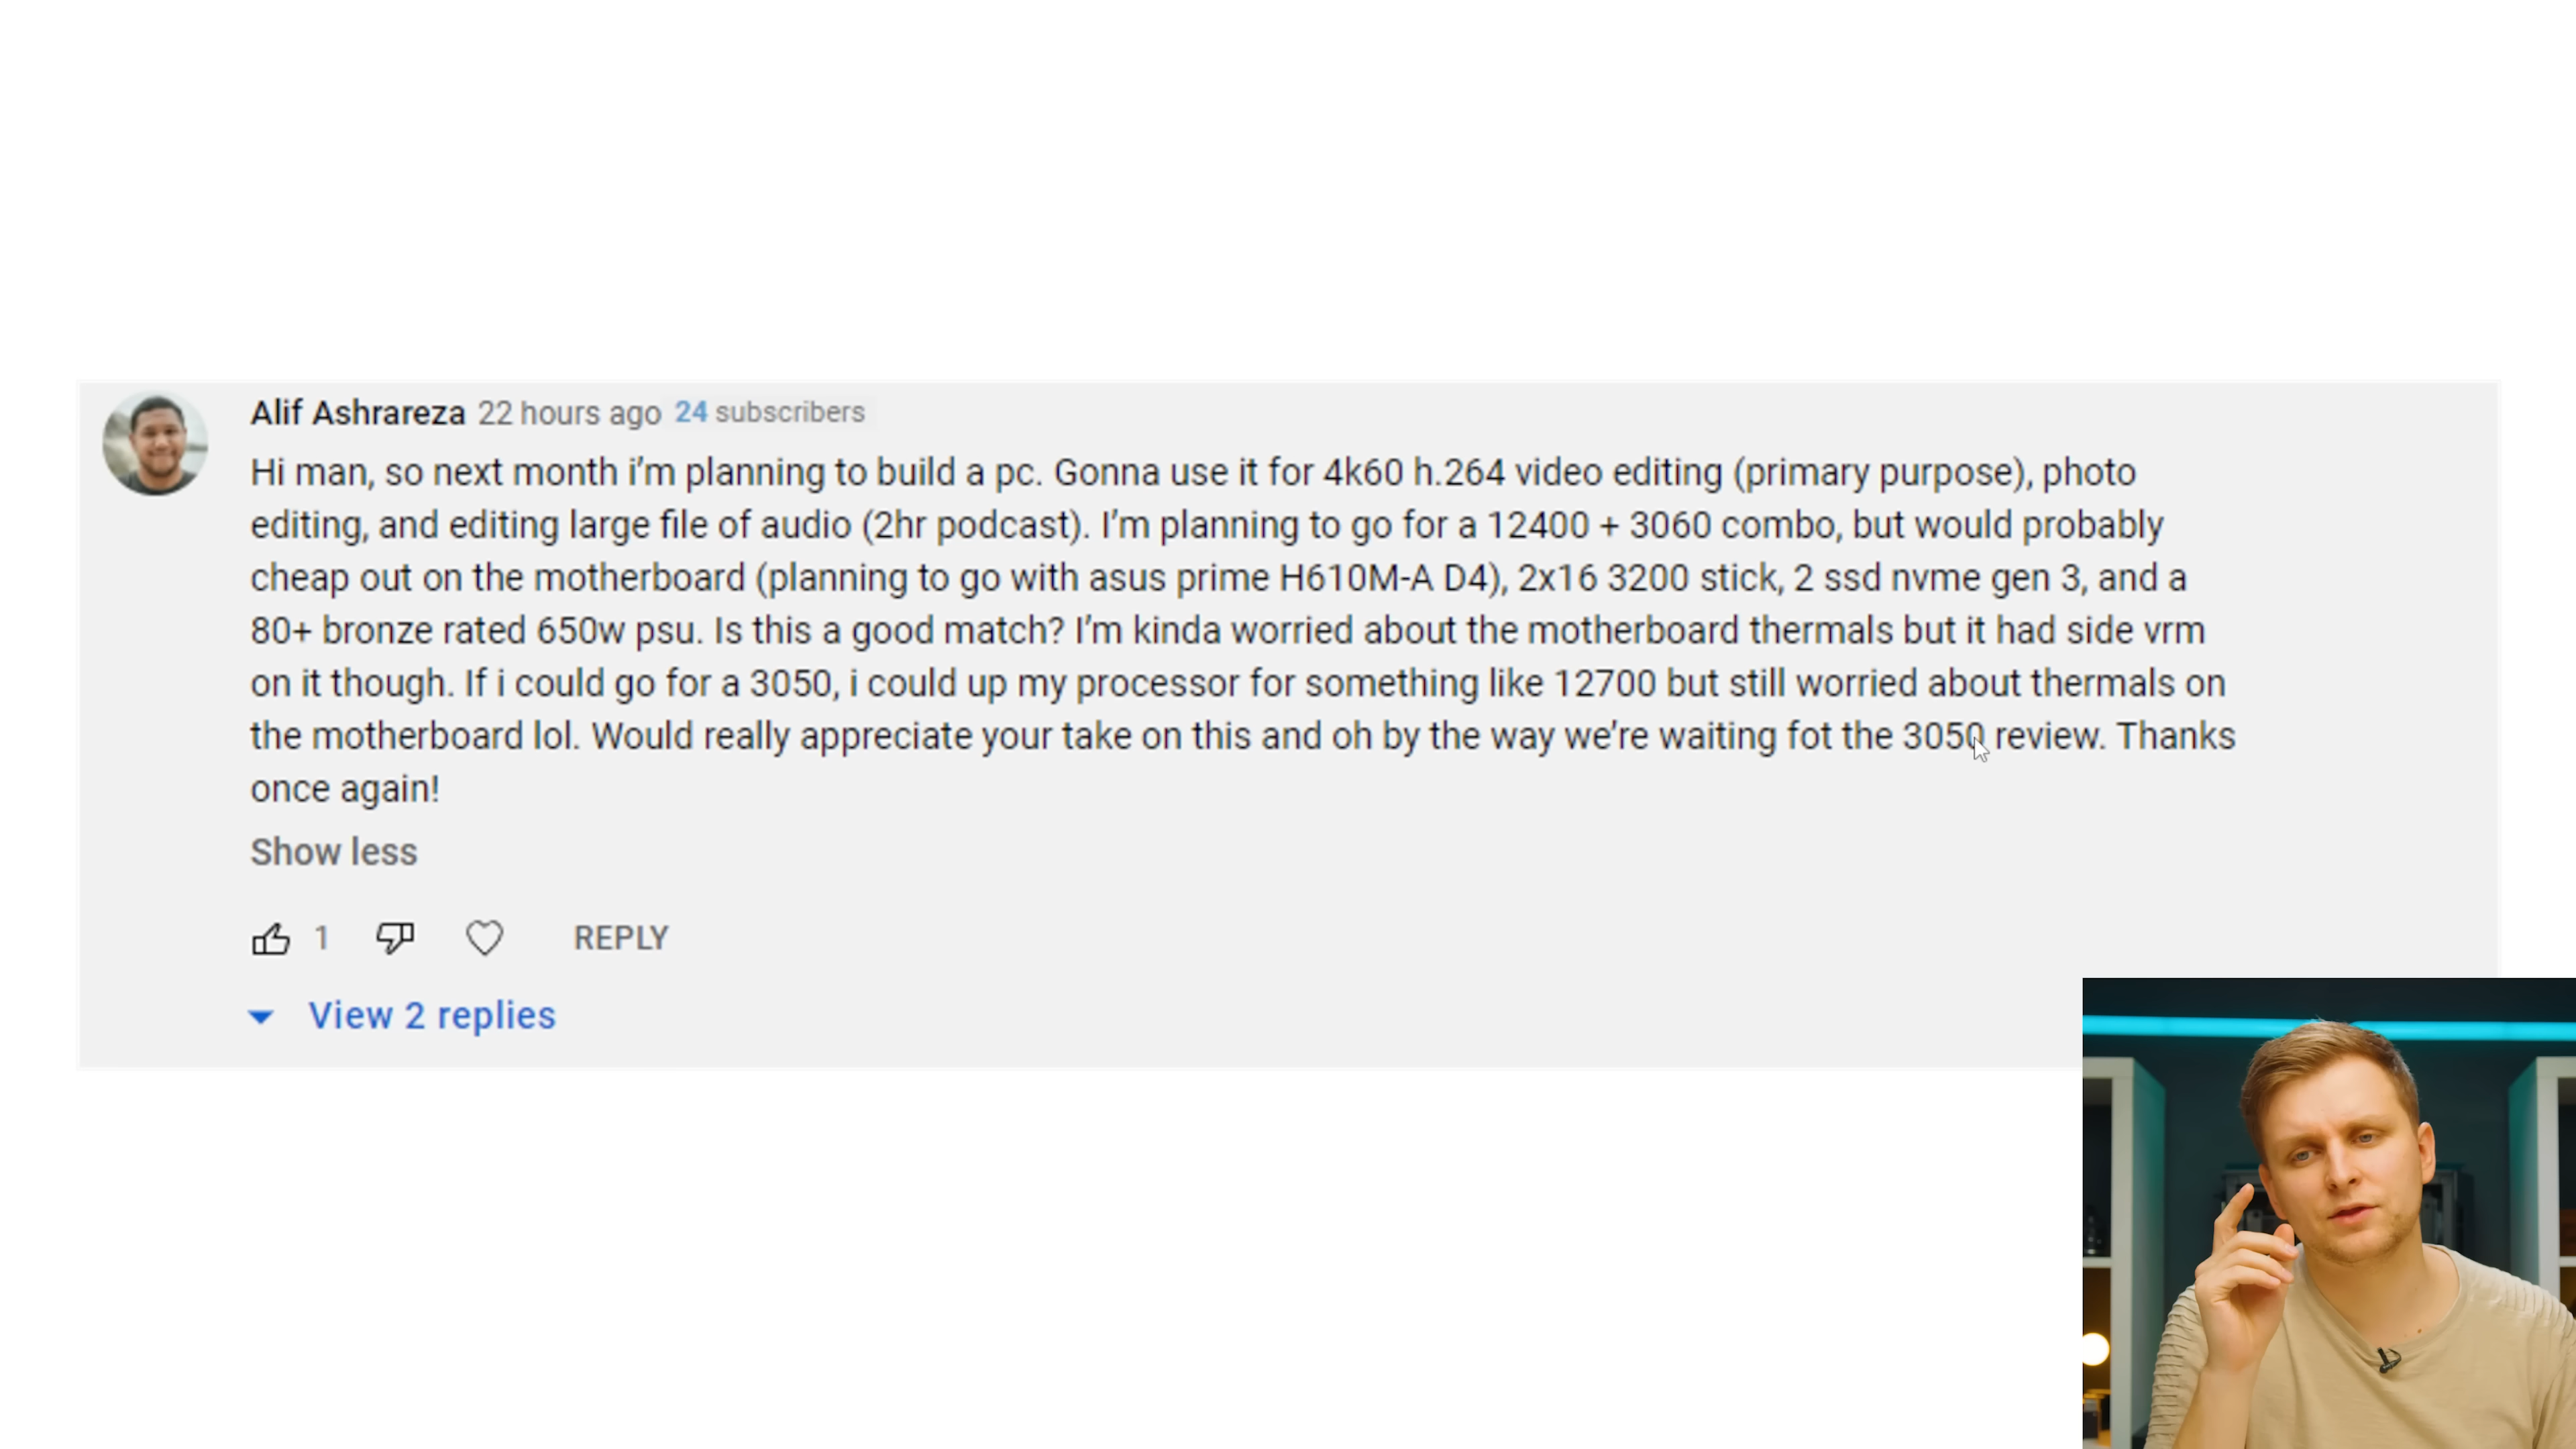 Alif Ashrareza 22 hours ago 24 subscribers
Hi man, so next month i'm planning to build a pc. Gonna use it for 4k60 h.264 video editing (primary purpose), photo
editing, and editing large file of audio (2hr podcast). I'm planning to go for a 12400 + 3060 combo, but would probably
cheap out on the motherboard (planning to go with asus prime H610M-A D4), 2x16 3200 stick, 2 ssd nvme gen 3, and a
80+ bronze rated 650w psu. Is this a good match? I'm kinda worried about the motherboard thermals but it had side vrm
on it though. If i could go for a 3050, i could up my processor for something like 12700 but still worried about thermals on
the motherboard lol. Would really appreciate your take on this and oh by the way we're waiting fot the 3050 review. Thanks
once again!
Show less
1 REPLY
View 2 replies